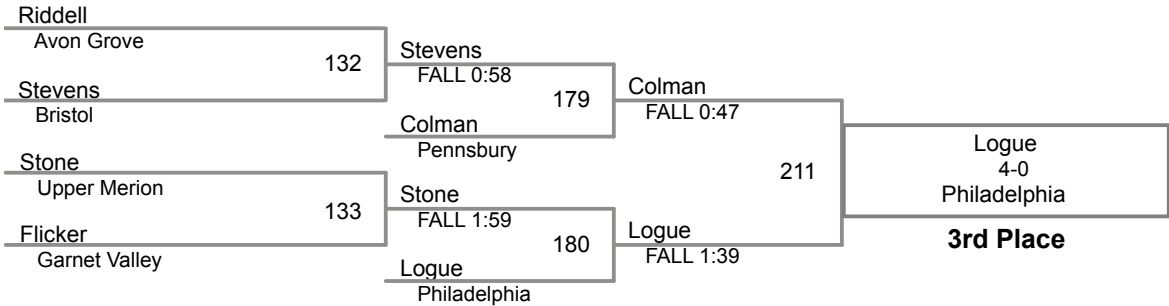 Riddell
Avon Grove
132
Stevens
Bristol
Stone
Upper Merion
133
Flicker
Garnet Valley
Stevens
FALL 0:58
179
Colman
Pennsbury
Stone
FALL 1:59
180
Logue
Philadelphia
Colman
FALL 0:47
211
Logue
FALL 1:39
Logue
4-0
Philadelphia
3rd Place